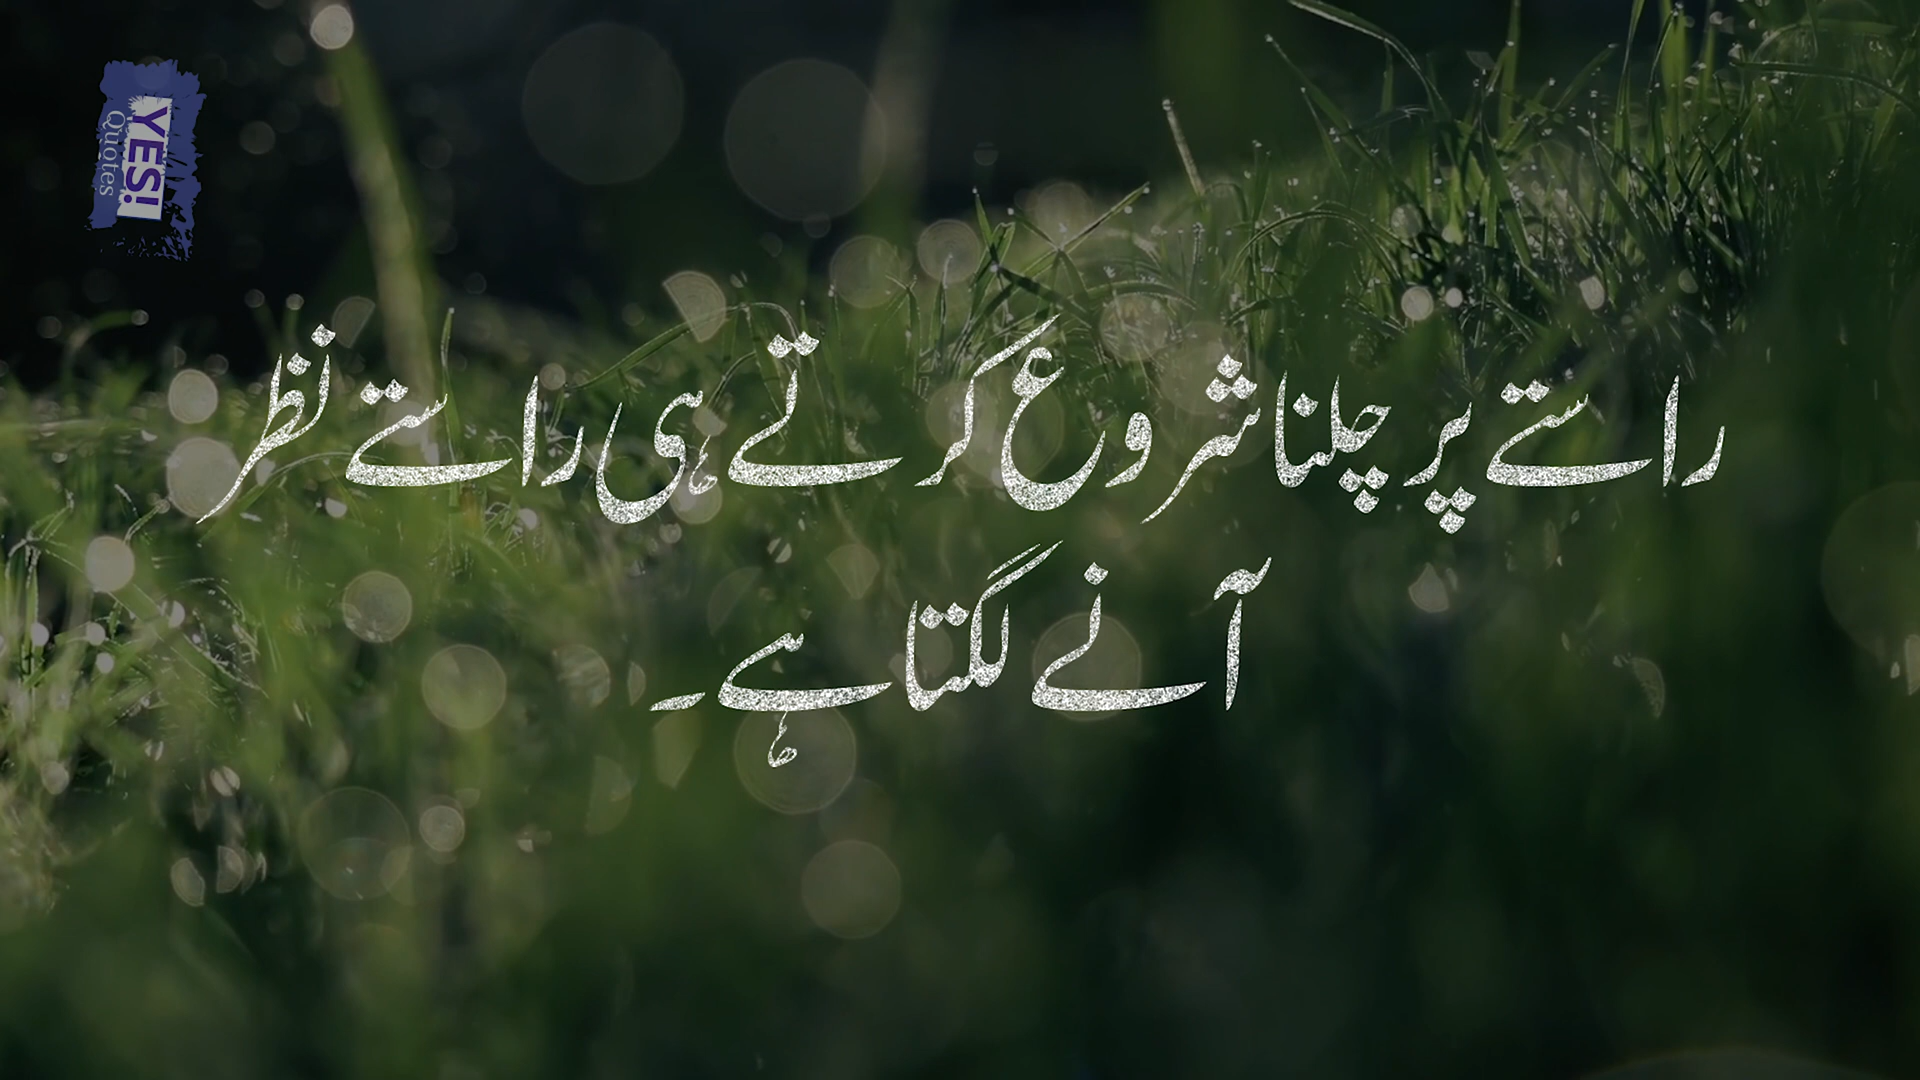 YES!
Quotes
راستے پر چلنا شروع کرتے ہی راستے نظر
آنے لگتا ہے۔